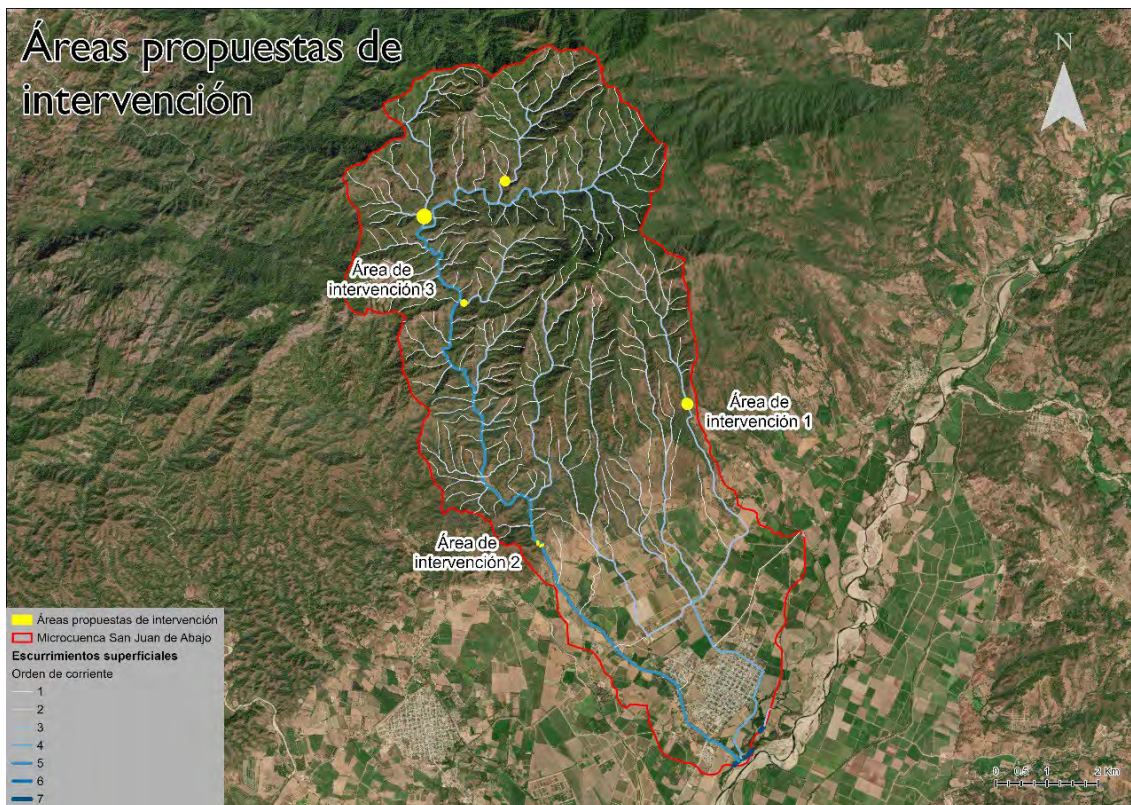 Áreas propuestas de
intervención
N
Área de
intervención 3
Área de
intervención 1
Área de
intervención 2
Áreas propuestas de intervención
Microcuenca San Juan de Abajo
Escurrimientos superficiales
Orden de corriente
1
2
3
4
5
6
7
0 0.5 1 2 Km